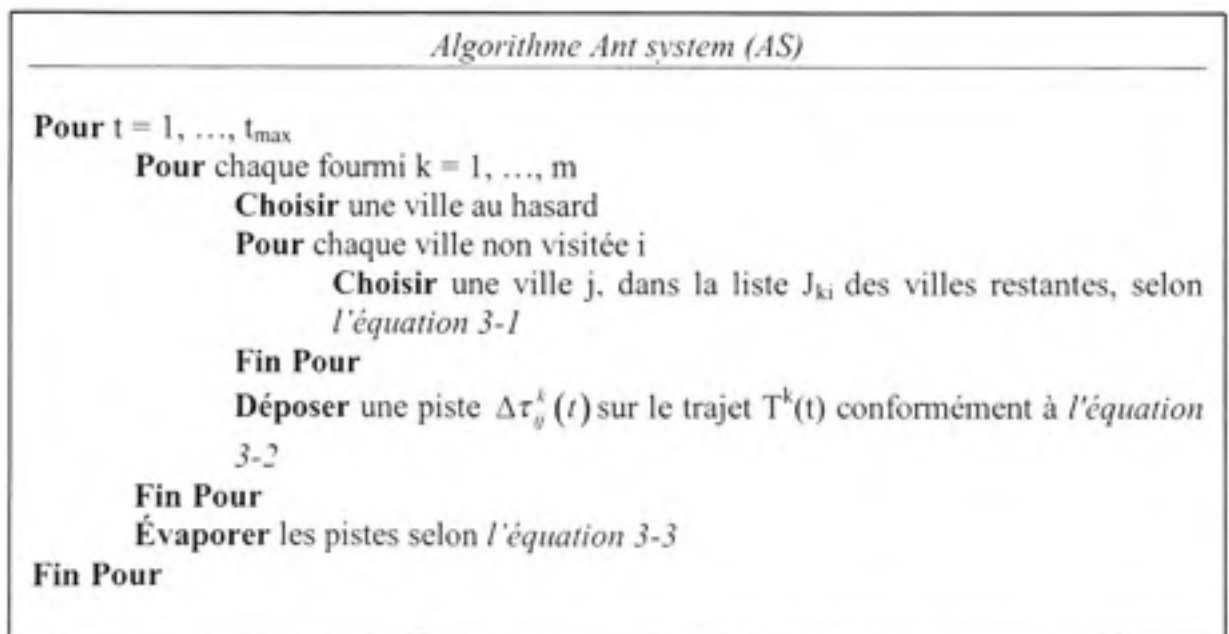 Algorithme Ant system (AS)
Pour t = 1, …, tmax
Pour chaque fourmi k = 1, …, m
Choisir une ville au hasard
Pour chaque ville non visitée i
Choisir une ville j, dans la liste Jki des villes restantes, selon
l'équation 3-1
Fin Pour
Déposer une piste Δτᵢⱼᵏ(t) sur le trajet Tᵏ(t) conformément à l'équation
3-2
Fin Pour
Évaporer les pistes selon l'équation 3-3
Fin Pour